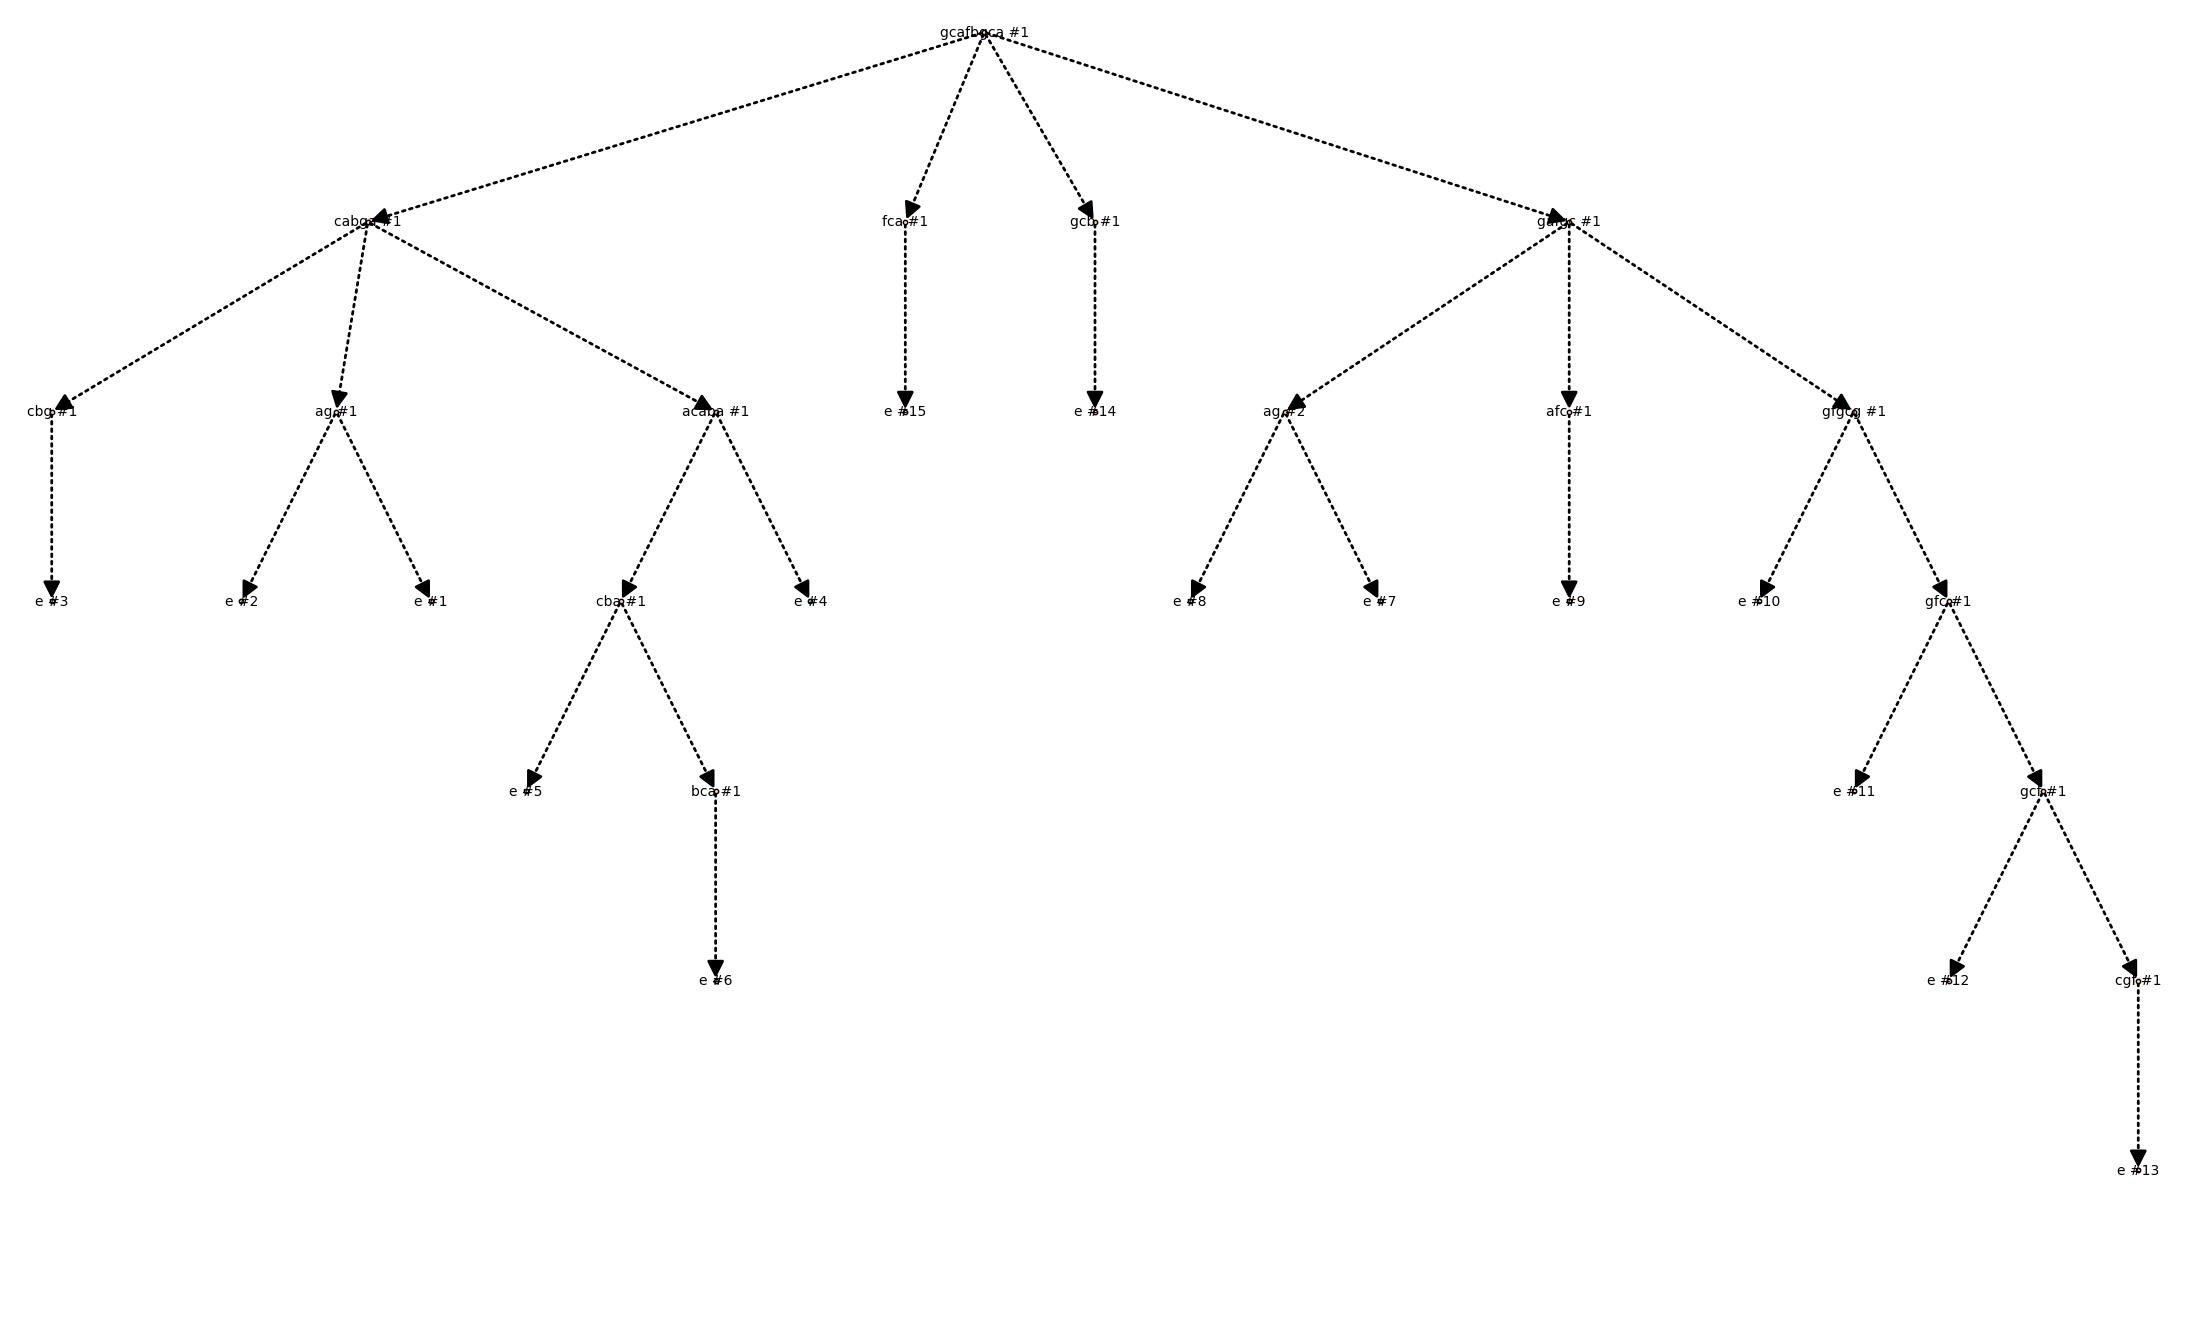 gcafbgca #1
cabga #1
fca #1
gcb #1
gafgc #1
cbg #1
ag #1
acaba #1
e #15
e #14
ag #2
afc #1
gfgcg #1
e #3
e #2
e #1
cba #1
e #4
e #8
e #7
e #9
e #10
gfc #1
e #5
bca #1
e #11
gcf #1
e #6
e #12
cgf #1
e #13